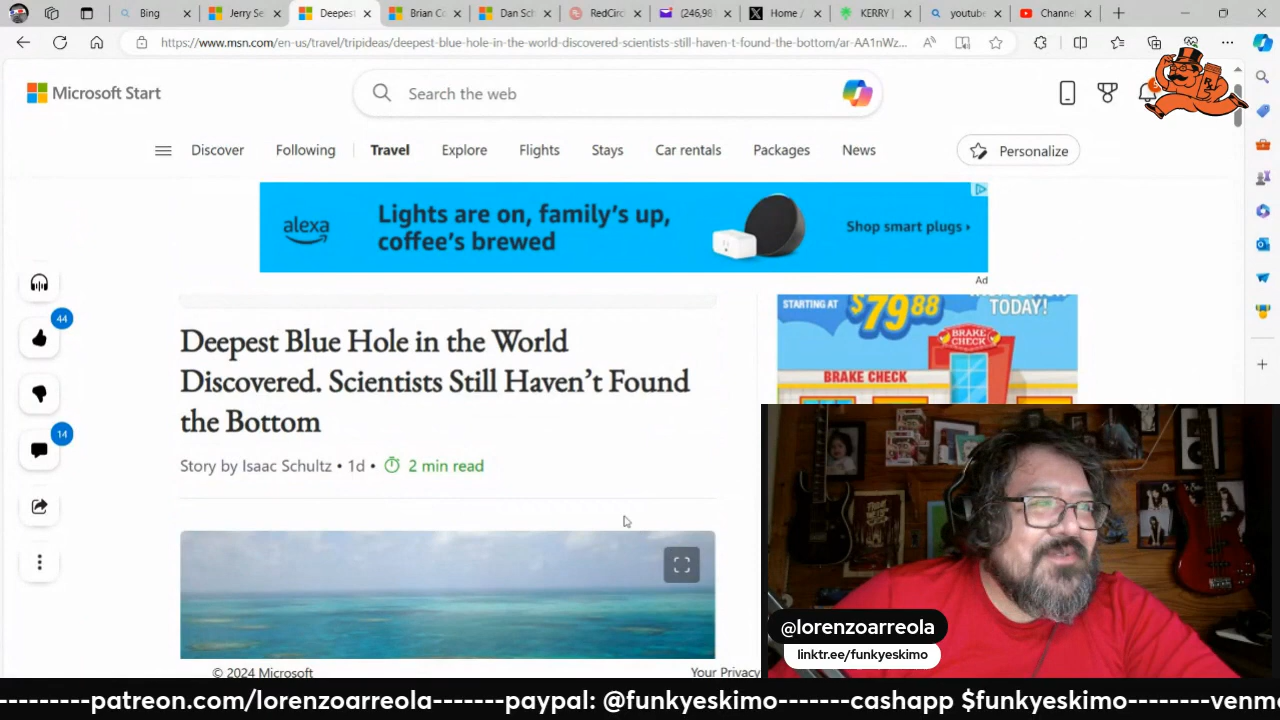 Bing
Jerry Se
Deepest
Brian Co
Dan Sch
RedCirc
(246,98
Home /
KERRY |
youtube
Channe
https://www.msn.com/en-us/travel/tripideas/deepest-blue-hole-in-the-world-discovered-scientists-still-haven-t-found-the-bottom/ar-AA1nWz...
Microsoft Start
Search the web
Discover
Following
Travel
Explore
Flights
Stays
Car rentals
Packages
News
Personalize
alexa
Lights are on, family's up,
coffee's brewed
Shop smart plugs ›
Ad
44
14
Deepest Blue Hole in the World
Discovered. Scientists Still Haven't Found
the Bottom
Story by Isaac Schultz • 1d • 2 min read
STARTING AT
$79.88
TODAY!
BRAKE
CHECK
BRAKE CHECK
@lorenzoarreola
linktr.ee/funkyeskimo
© 2024 Microsoft
Your Privacy
---------patreon.com/lorenzoarreola-------paypal: @funkyeskimo-------cashapp $funkyeskimo--------venm